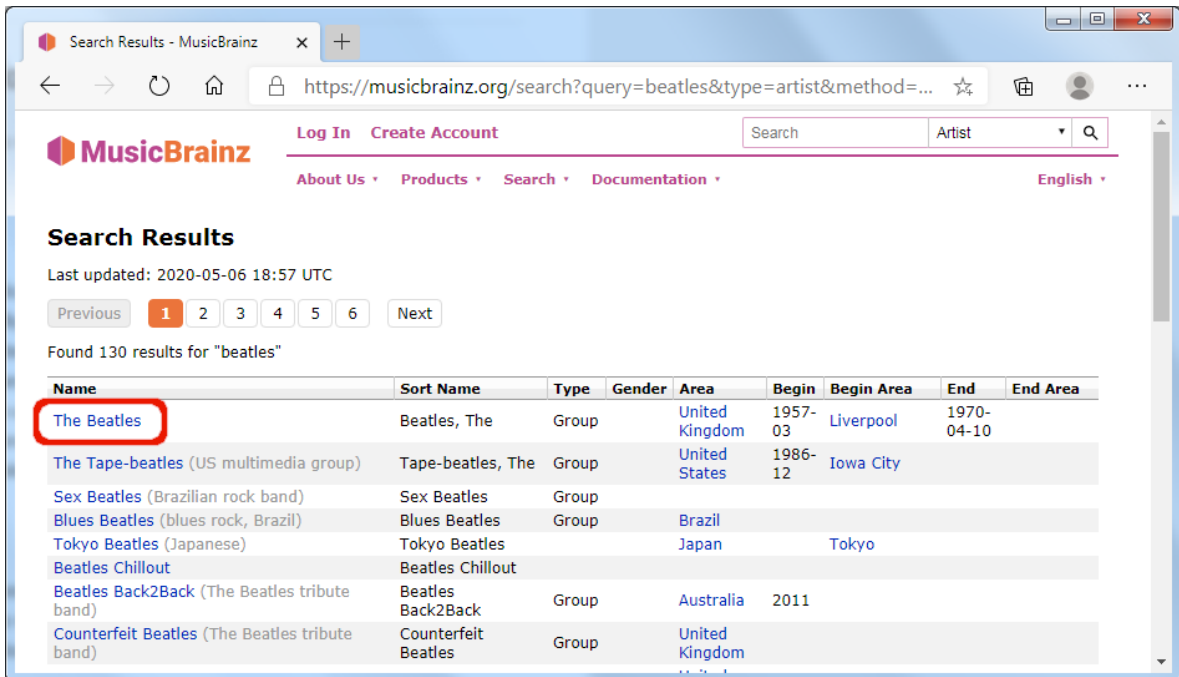 Search Results - MusicBrainz
https://musicbrainz.org/search?query=beatles&type=artist&method=...
MusicBrainz
Log In Create Account
Search Artist
About Us Products Search Documentation English
Search Results
Last updated: 2020-05-06 18:57 UTC
Previous 1 2 3 4 5 6 Next
Found 130 results for "beatles"
Name Sort Name Type Gender Area Begin Begin Area End End Area
The Beatles Beatles, The Group United Kingdom 1957-03 Liverpool 1970-04-10
The Tape-beatles (US multimedia group) Tape-beatles, The Group United States 1986-12 Iowa City
Sex Beatles (Brazilian rock band) Sex Beatles Group
Blues Beatles (blues rock, Brazil) Blues Beatles Group Brazil
Tokyo Beatles (Japanese) Tokyo Beatles Japan Tokyo
Beatles Chillout Beatles Chillout
Beatles Back2Back (The Beatles tribute band) Beatles Back2Back Group Australia 2011
Counterfeit Beatles (The Beatles tribute band) Counterfeit Beatles Group United Kingdom